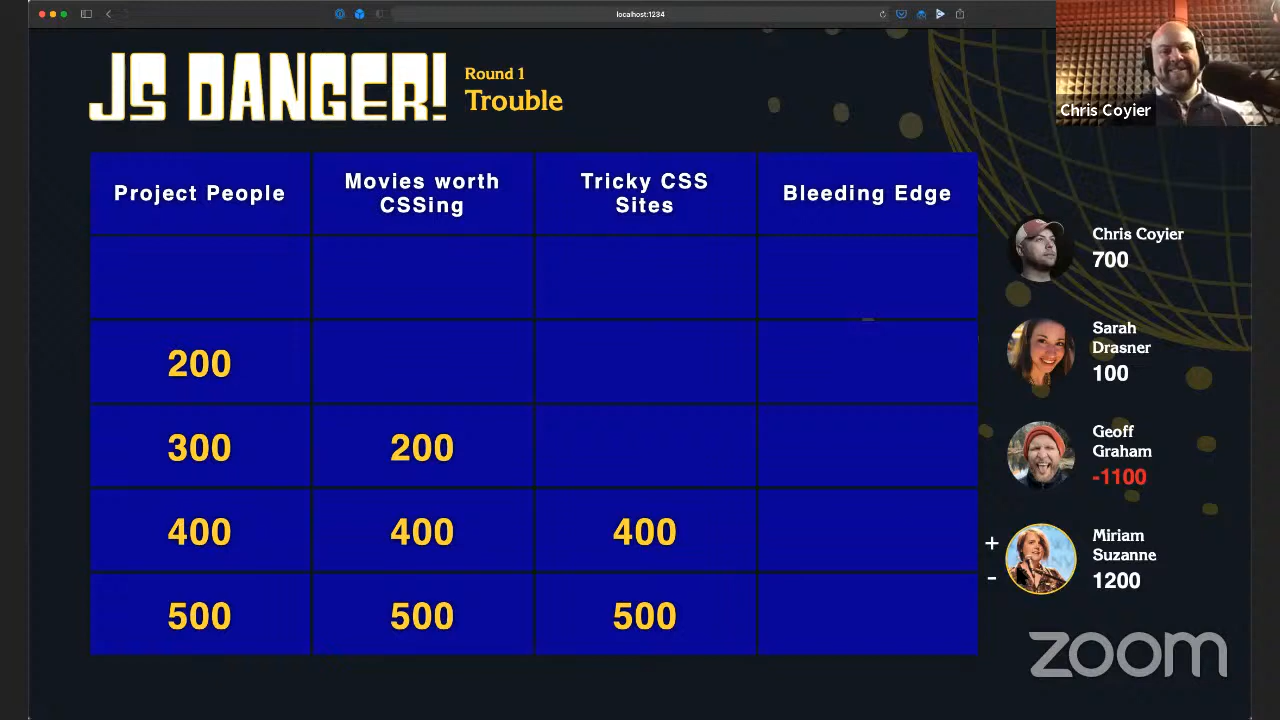 localhost:1234
JS DANGER!
Round 1
Trouble
Chris Coyier
Project People
Movies worth
CSSing
Tricky CSS
Sites
Bleeding Edge
200
300
200
400
400
400
500
500
500
Chris Coyier
700
Sarah
Drasner
100
Geoff
Graham
-1100
+
-
Miriam
Suzanne
1200
zoom